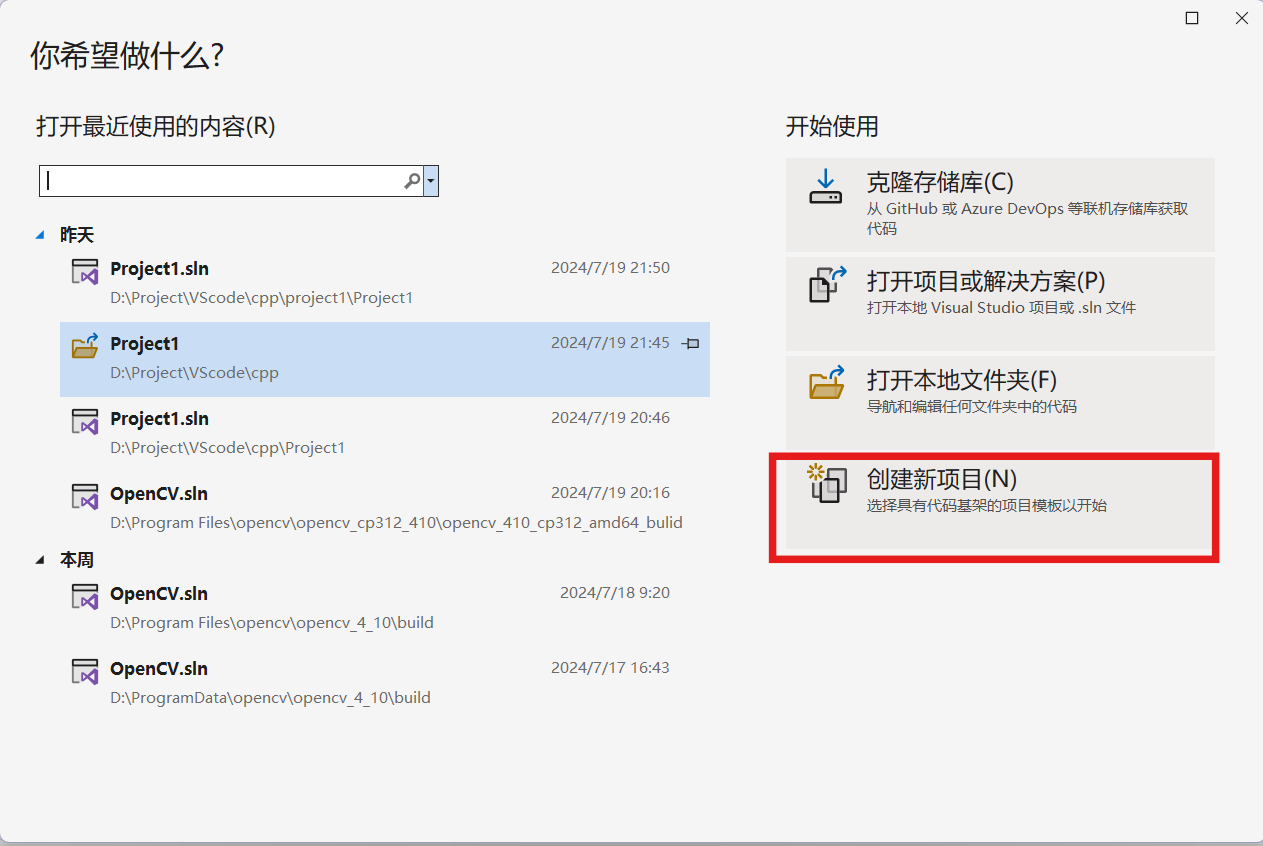 你希望做什么?
打开最近使用的内容(R)
昨天
Project1.sln
2024/7/19 21:50
D:\Project\VScode\cpp\project1\Project1
Project1
2024/7/19 21:45
D:\Project\VScode\cpp
Project1.sln
2024/7/19 20:46
D:\Project\VScode\cpp\Project1
OpenCV.sln
2024/7/19 20:16
D:\Program Files\opencv\opencv_cp312_410\opencv_410_cp312_amd64_bulid
本周
OpenCV.sln
2024/7/18 9:20
D:\Program Files\opencv\opencv_4_10\build
OpenCV.sln
2024/7/17 16:43
D:\ProgramData\opencv\opencv_4_10\build
开始使用
克隆存储库(C)
从 GitHub 或 Azure DevOps 等联机存储库获取
代码
打开项目或解决方案(P)
打开本地 Visual Studio 项目或 .sln 文件
打开本地文件夹(F)
导航和编辑任何文件夹中的代码
创建新项目(N)
选择具有代码基架的项目模板以开始